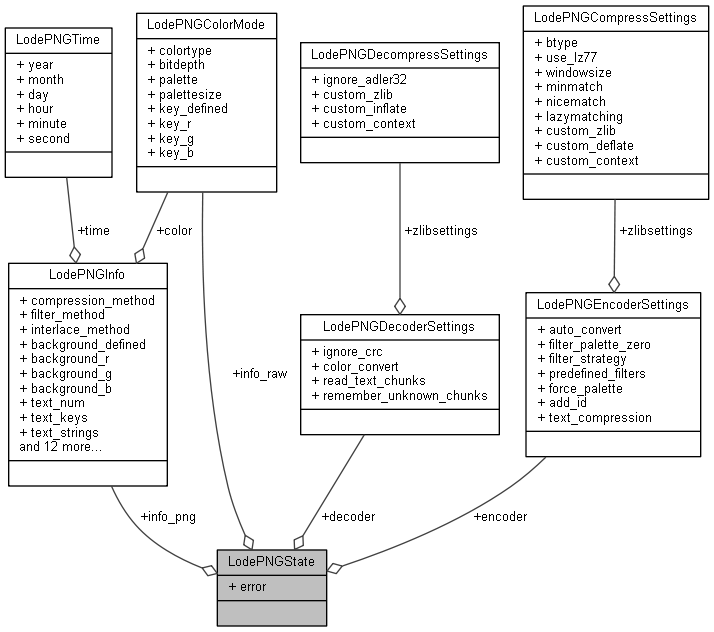 LodePNGTime
+ year
+ month
+ day
+ hour
+ minute
+ second
LodePNGColorMode
+ colortype
+ bitdepth
+ palette
+ palettesize
+ key_defined
+ key_r
+ key_g
+ key_b
LodePNGDecompressSettings
+ ignore_adler32
+ custom_zlib
+ custom_inflate
+ custom_context
LodePNGCompressSettings
+ btype
+ use_lz77
+ windowsize
+ minmatch
+ nicematch
+ lazymatching
+ custom_zlib
+ custom_deflate
+ custom_context
+time
+color
+zlibsettings
+zlibsettings
LodePNGInfo
+ compression_method
+ filter_method
+ interlace_method
+ background_defined
+ background_r
+ background_g
+ background_b
+ text_num
+ text_keys
+ text_strings
and 12 more...
+info_raw
LodePNGDecoderSettings
+ ignore_crc
+ color_convert
+ read_text_chunks
+ remember_unknown_chunks
LodePNGEncoderSettings
+ auto_convert
+ filter_palette_zero
+ filter_strategy
+ predefined_filters
+ force_palette
+ add_id
+ text_compression
+info_png
+decoder
+encoder
LodePNGState
+ error